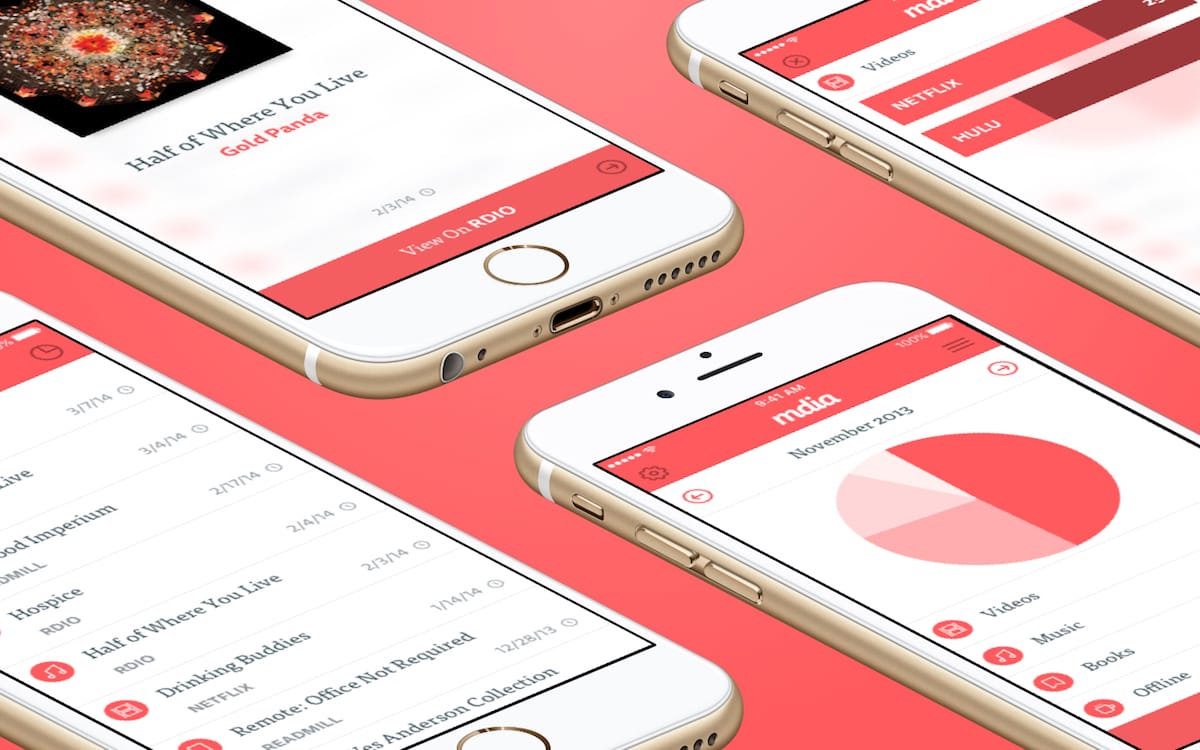 Half of Where You Live
Gold Panda
2/3/14
View On RDIO
Videos
NETFLIX
HULU
3/7/14
3/4/14
Live
2/17/14
ood Imperium
DMILL
2/4/14
Hospice
RDIO
2/3/14
Half of Where You Live
RDIO
1/14/14
Drinking Buddies
NETFLIX
12/28/13
Remote: Office Not Required
READMILL
es Anderson Collection
100%
9:41 AM
mdia
November 2013
Videos
Music
Books
Offline